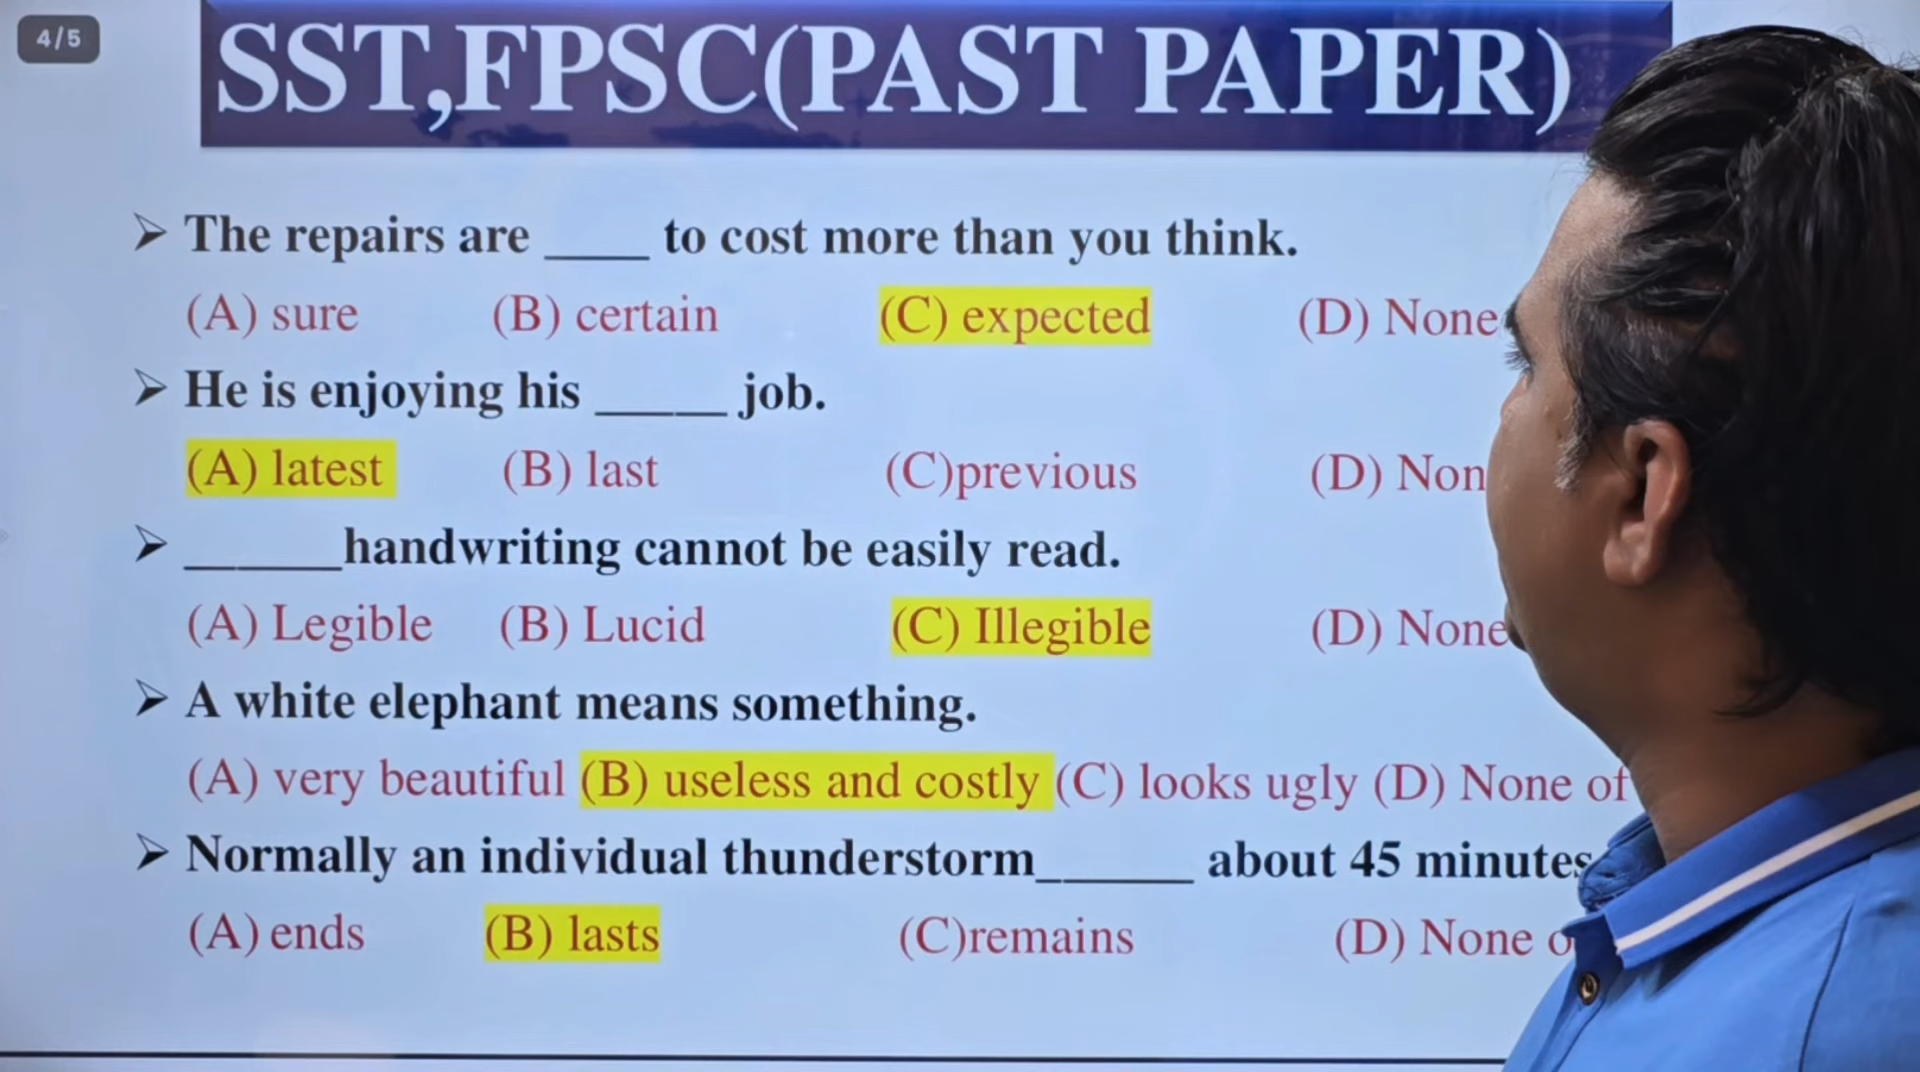 4/5
SST,FPSC(PAST PAPER)
➢ The repairs are ____ to cost more than you think.
(A) sure (B) certain (C) expected (D) None
➢ He is enjoying his _____ job.
(A) latest (B) last (C)previous (D) Non
➢ ______handwriting cannot be easily read.
(A) Legible (B) Lucid (C) Illegible (D) None
➢ A white elephant means something.
(A) very beautiful (B) useless and costly (C) looks ugly (D) None of
➢ Normally an individual thunderstorm______ about 45 minutes
(A) ends (B) lasts (C)remains (D) None o